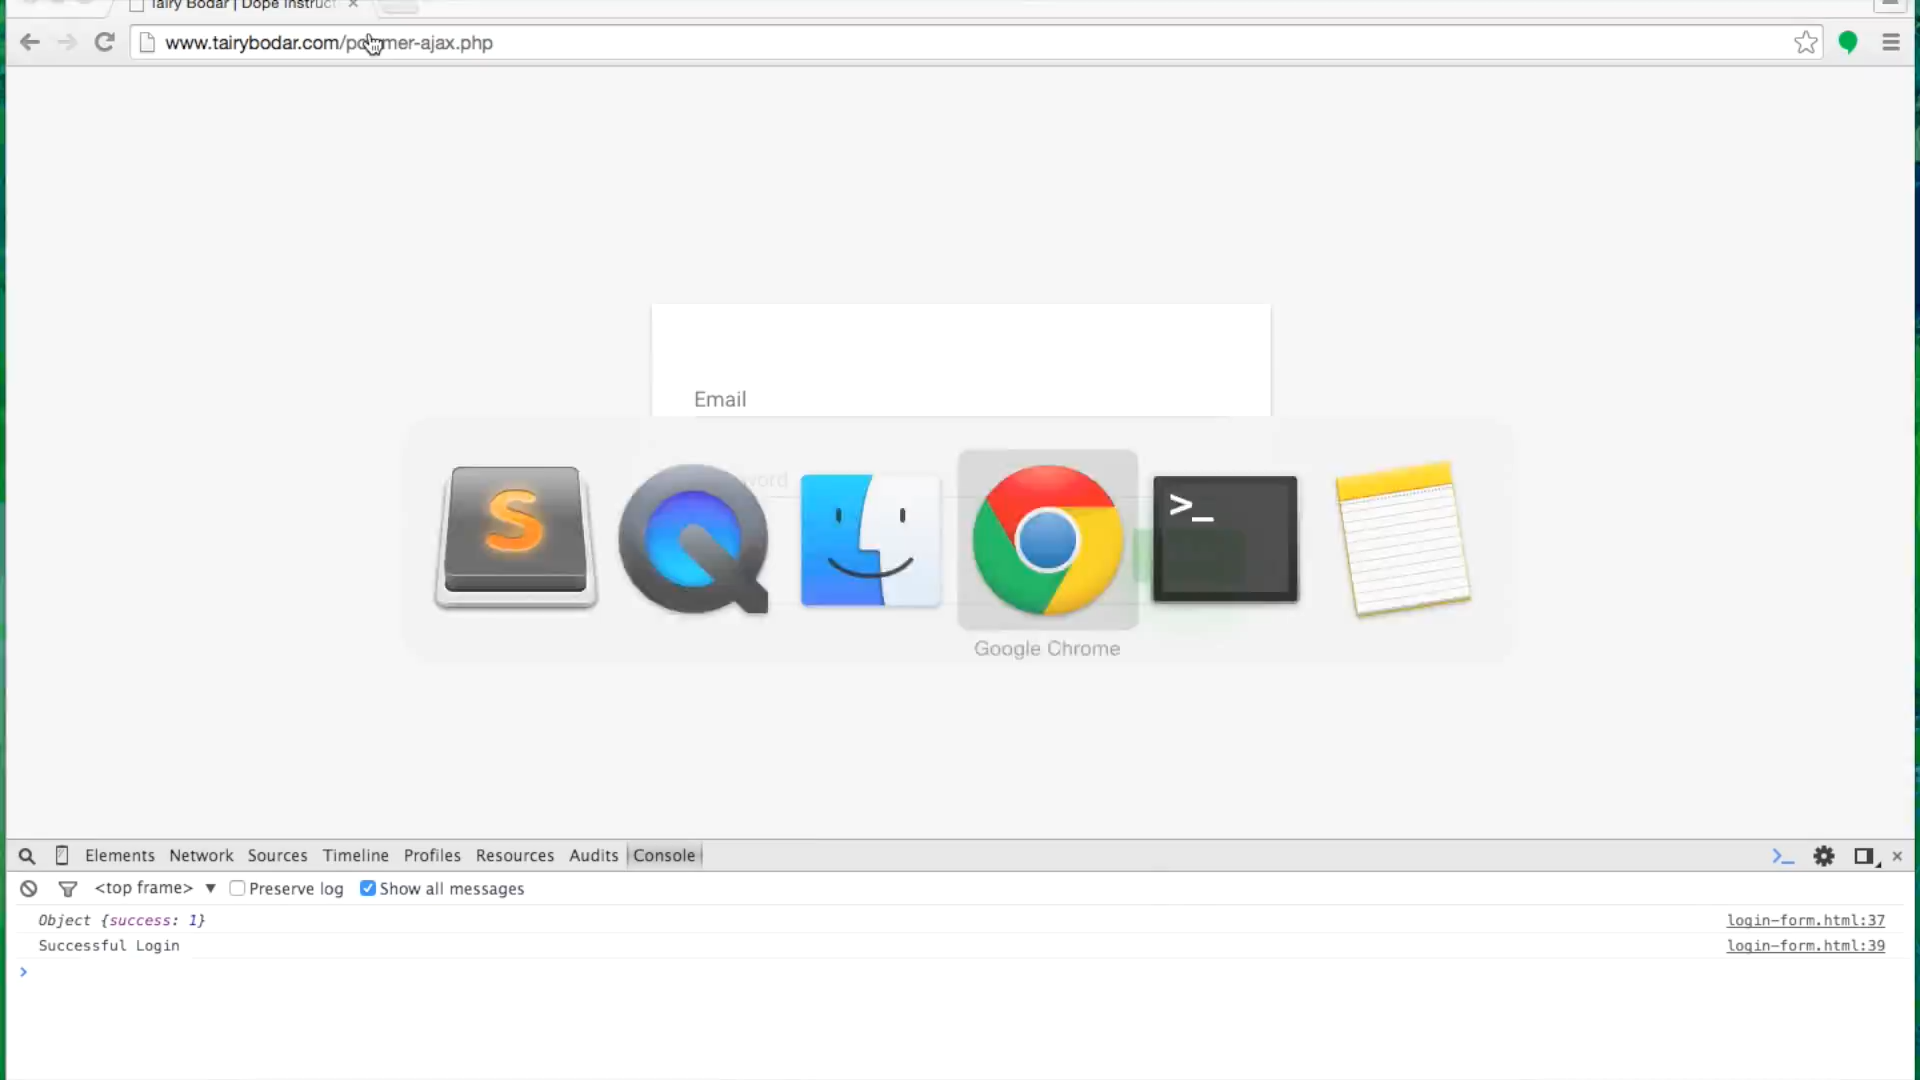 Tairy Bodar | Dope Instruct
www.tairybodar.com/polymer-ajax.php
Email
S
>_
Google Chrome
Elements Network Sources Timeline Profiles Resources Audits Console
<top frame> ▼ Preserve log Show all messages
Object {success: 1} login-form.html:37
Successful Login login-form.html:39
>